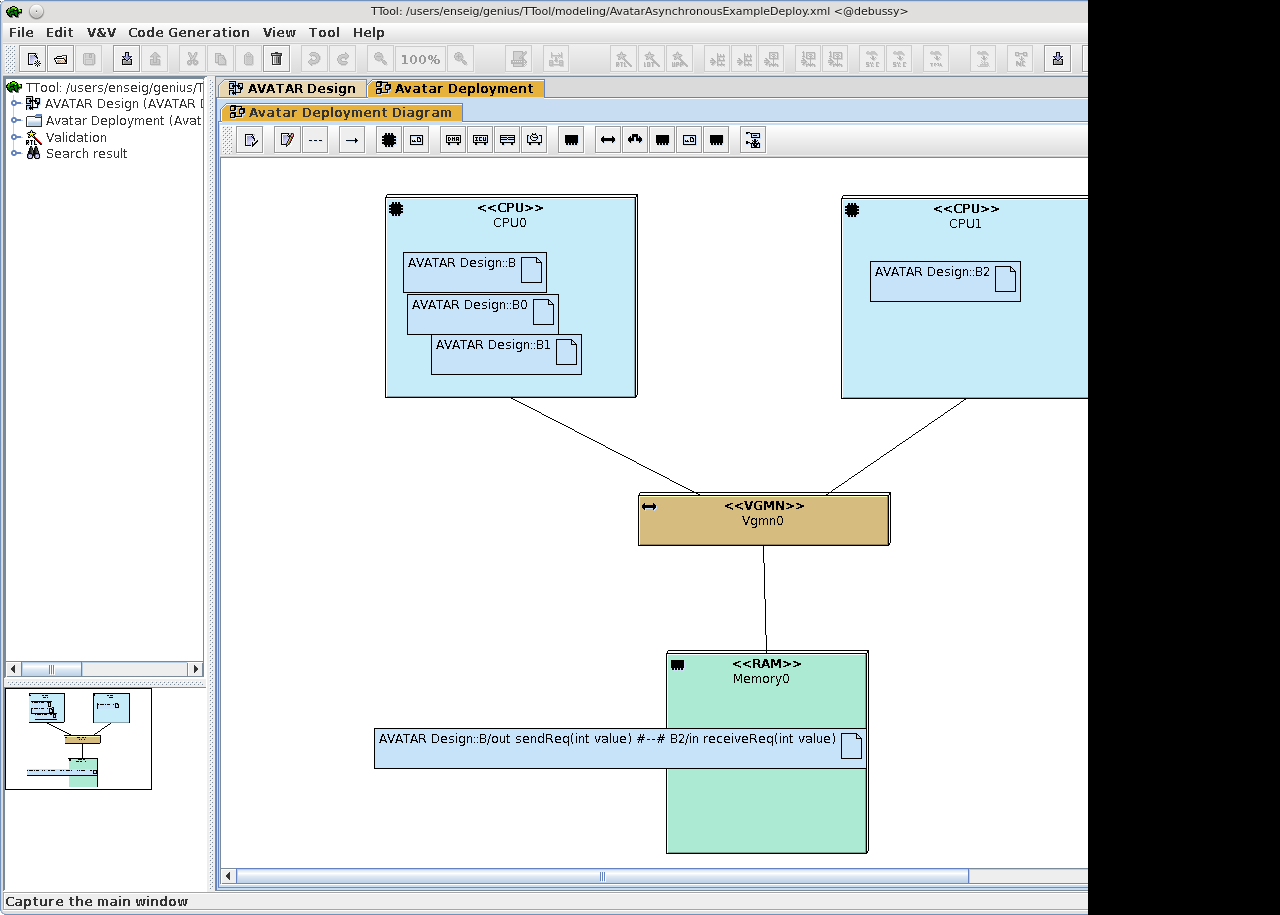 TTool: /users/enseig/genius/TTool/modeling/AvatarAsynchronousExampleDeploy.xml <@debussy>
File Edit V&V Code Generation View Tool Help
100%
TTool: /users/enseig/genius/T
AVATAR Design (AVATAR D
Avatar Deployment (Avat
Validation
Search result
AVATAR Design Avatar Deployment
Avatar Deployment Diagram
<<CPU>>
CPU0
AVATAR Design::B
AVATAR Design::B0
AVATAR Design::B1
<<CPU>>
CPU1
AVATAR Design::B2
<<VGMN>>
Vgmn0
<<RAM>>
Memory0
AVATAR Design::B/out sendReq(int value) #--# B2/in receiveReq(int value)
Capture the main window